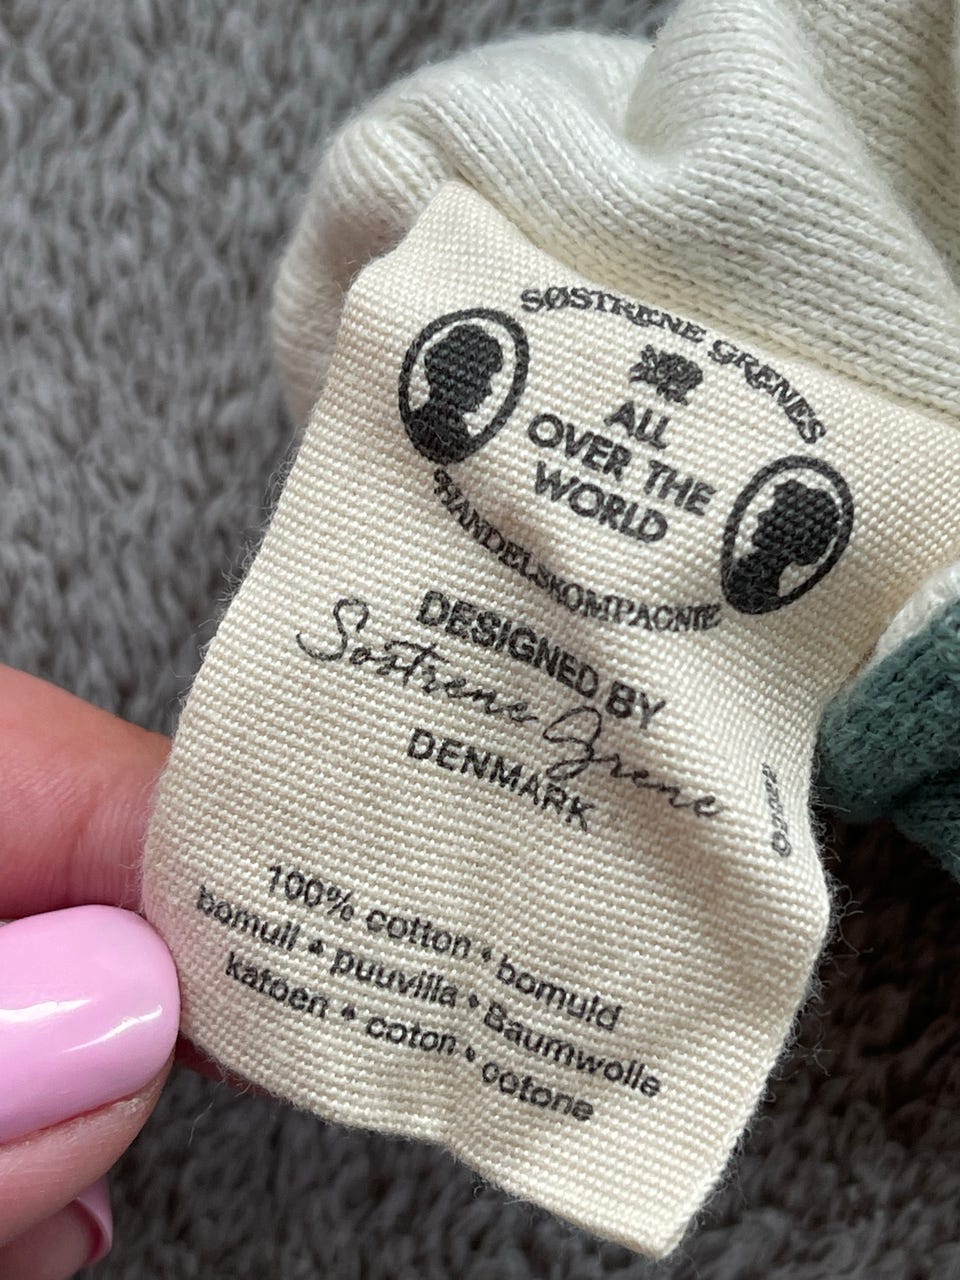 SØSTRENE GRENES
ALL
OVER THE
WORLD
HANDELSKOMPAGNIE
DESIGNED BY
Søstrene Grene
DENMARK
100% cotton • bomuld
bomull • puuvilla • Baumwolle
katoen • coton • cotone